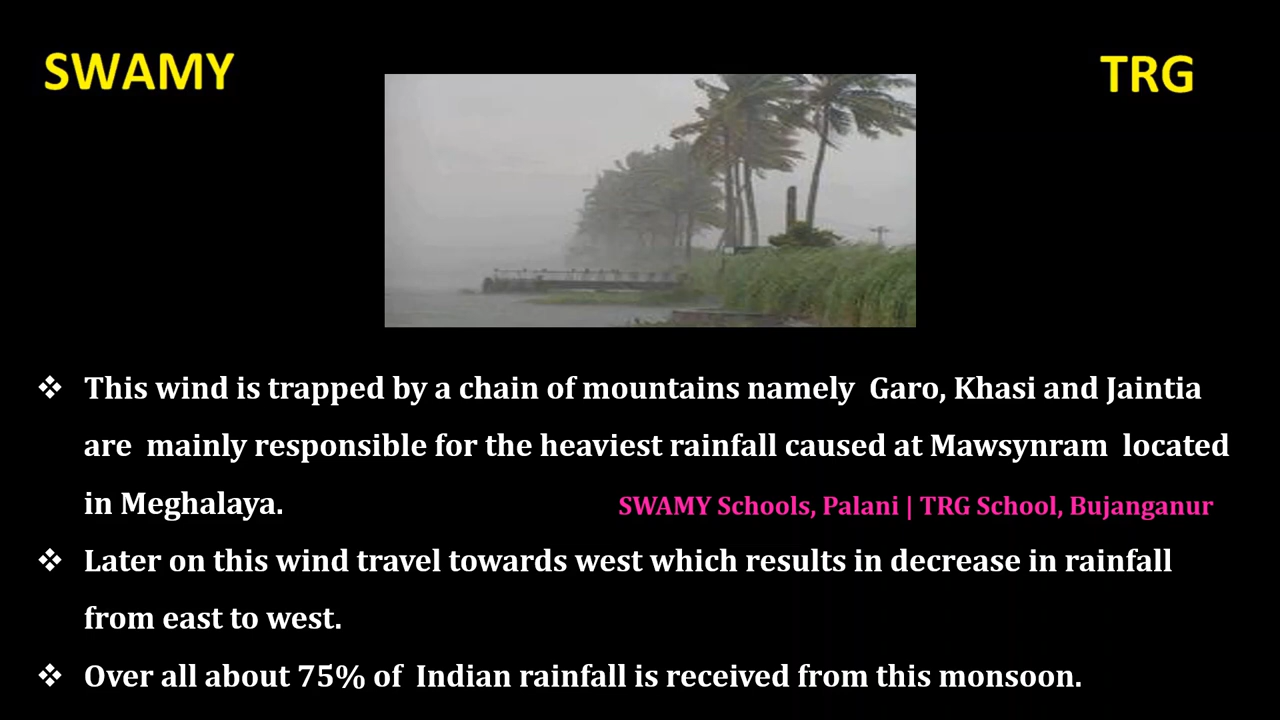 SWAMY
TRG
❖ This wind is trapped by a chain of mountains namely Garo, Khasi and Jaintia
are mainly responsible for the heaviest rainfall caused at Mawsynram located
in Meghalaya.
SWAMY Schools, Palani | TRG School, Bujanganur
❖ Later on this wind travel towards west which results in decrease in rainfall
from east to west.
❖ Over all about 75% of Indian rainfall is received from this monsoon.